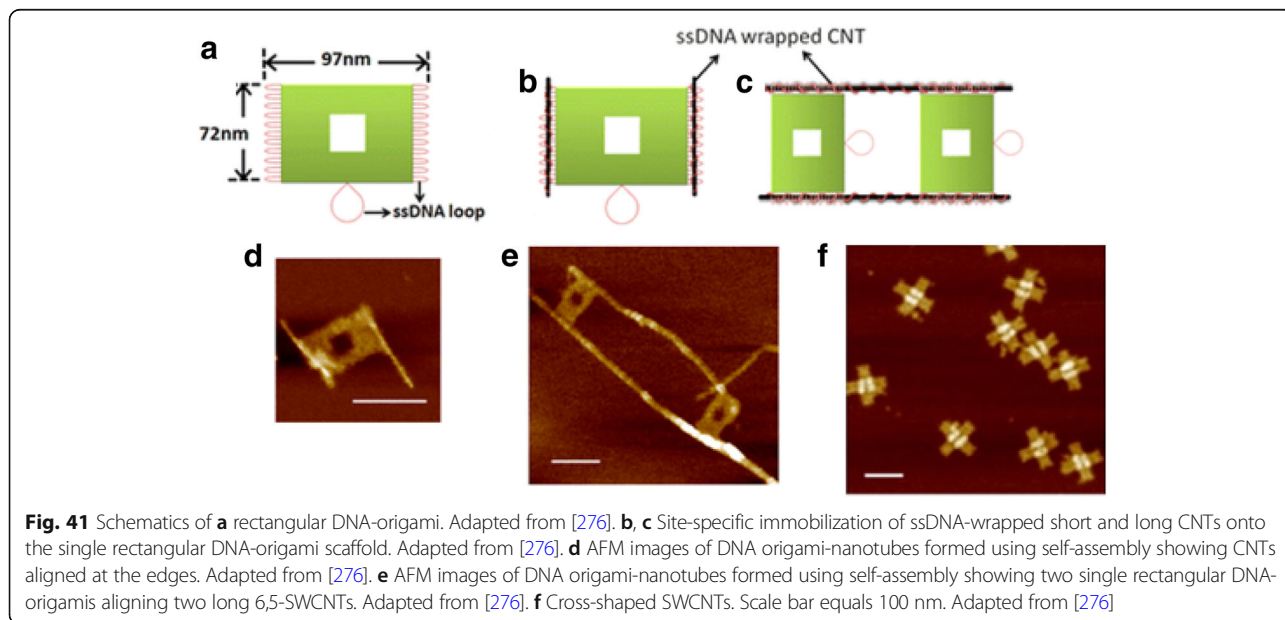 a
97nm
72nm
ssDNA loop
b
ssDNA wrapped CNT
c
d
e
f
Fig. 41 Schematics of a rectangular DNA-origami. Adapted from [276]. b, c Site-specific immobilization of ssDNA-wrapped short and long CNTs onto
the single rectangular DNA-origami scaffold. Adapted from [276]. d AFM images of DNA origami-nanotubes formed using self-assembly showing CNTs
aligned at the edges. Adapted from [276]. e AFM images of DNA origami-nanotubes formed using self-assembly showing two single rectangular DNA-
origamis aligning two long 6,5-SWCNTs. Adapted from [276]. f Cross-shaped SWCNTs. Scale bar equals 100 nm. Adapted from [276]